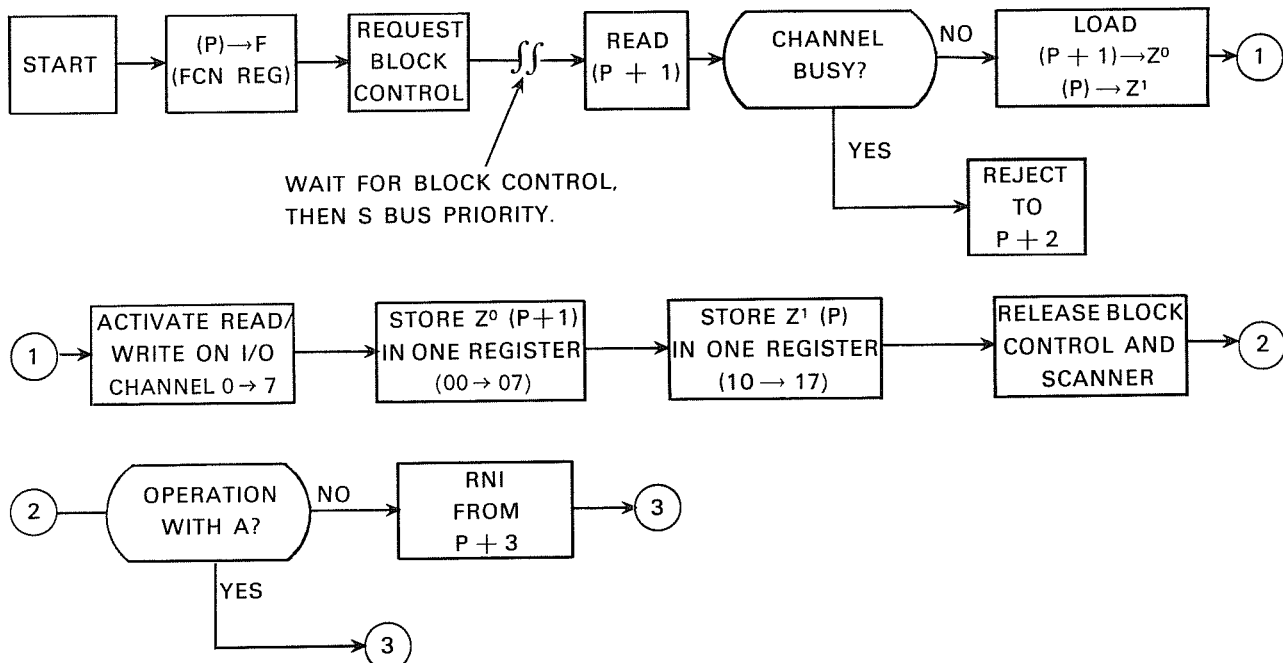 START
(P)→F
(FCN REG)
REQUEST
BLOCK
CONTROL
READ
(P + 1)
CHANNEL
BUSY?
NO
LOAD
(P + 1)→Z⁰
(P)→Z¹
1
WAIT FOR BLOCK CONTROL,
THEN S BUS PRIORITY.
YES
REJECT
TO
P + 2
1
ACTIVATE READ/
WRITE ON I/O
CHANNEL 0→7
STORE Z⁰ (P+1)
IN ONE REGISTER
(00→07)
STORE Z¹ (P)
IN ONE REGISTER
(10→17)
RELEASE BLOCK
CONTROL AND
SCANNER
2
2
OPERATION
WITH A?
NO
RNI
FROM
P + 3
3
YES
3